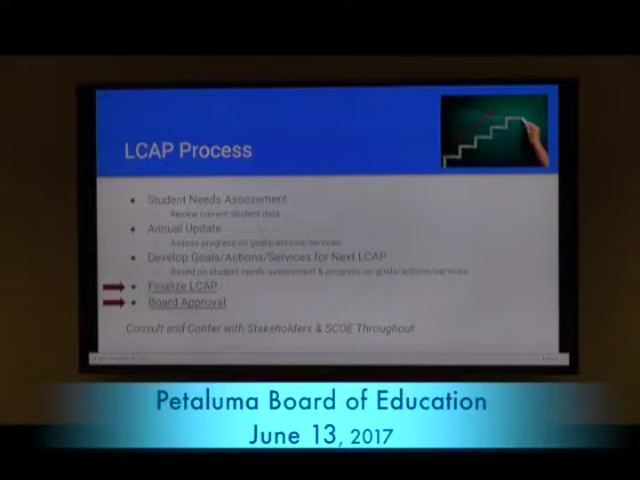 LCAP Process
• Student Needs Assessment
Review current student data
• Annual Update
Assess progress on goals/actions/services
• Develop Goals/Actions/Services for Next LCAP
Based on student needs assessment & progress on goals/actions/services
• Finalize LCAP
• Board Approval
Consult and Confer with Stakeholders & SCOE Throughout
Petaluma Board of Education
June 13, 2017